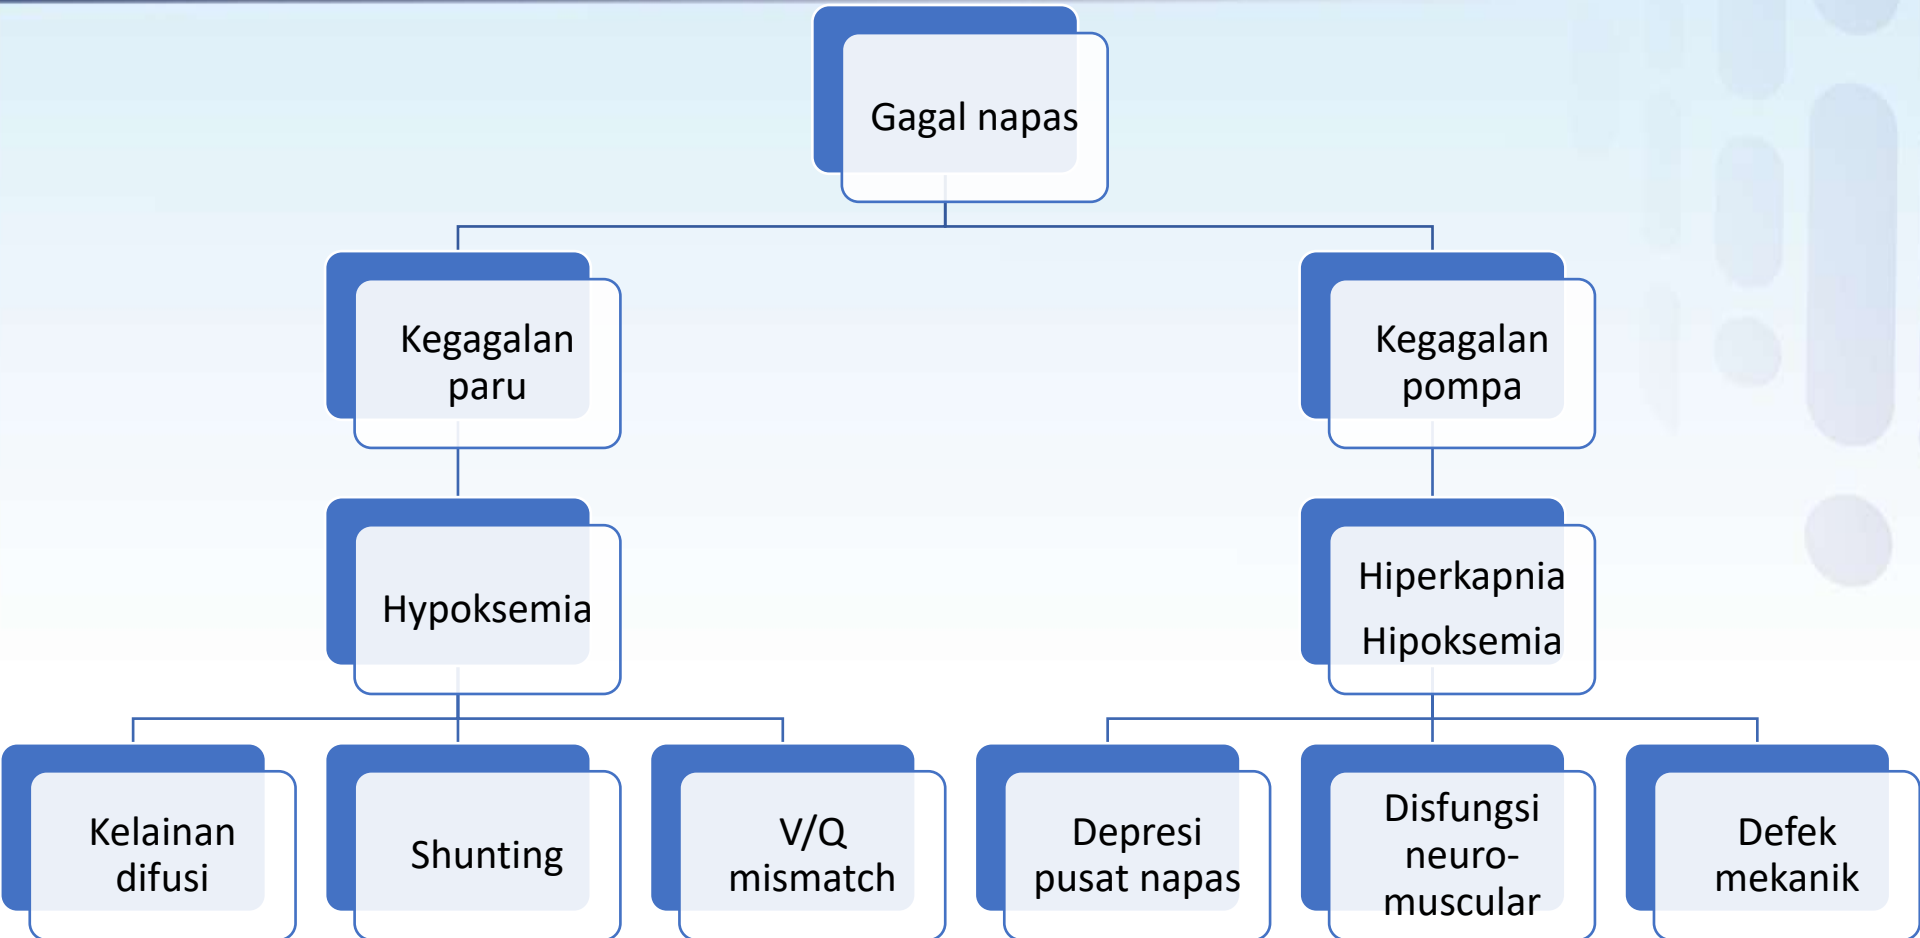 Gagal napas
Kegagalan
paru
Kegagalan
pompa
Hypoksemia
Hiperkapnia
Hipoksemia
Kelainan
difusi
Shunting
V/Q
mismatch
Depresi
pusat napas
Disfungsi
neuro-
muscular
Defek
mekanik